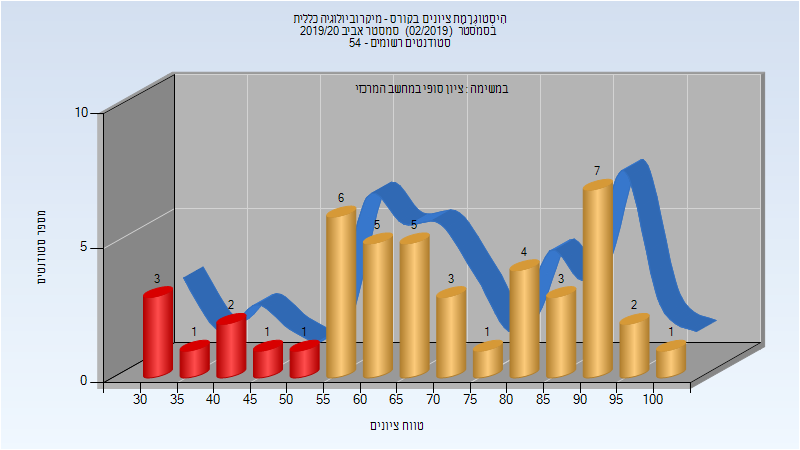 הִיסְטוֹגְרָמַת ציונים בקורס - מיקרוביולוגיה כללית
בסמסטר (02/2019) סמסטר אביב 2019/20
סטודנטים רשומים - 54
במשימה : ציון סופי במחשב המרכזי
מספר סטודנטים
10
5
0
3
1
2
1
1
6
5
5
3
1
4
3
7
2
1
30 35 40 45 50 55 60 65 70 75 80 85 90 95 100
טווח ציונים